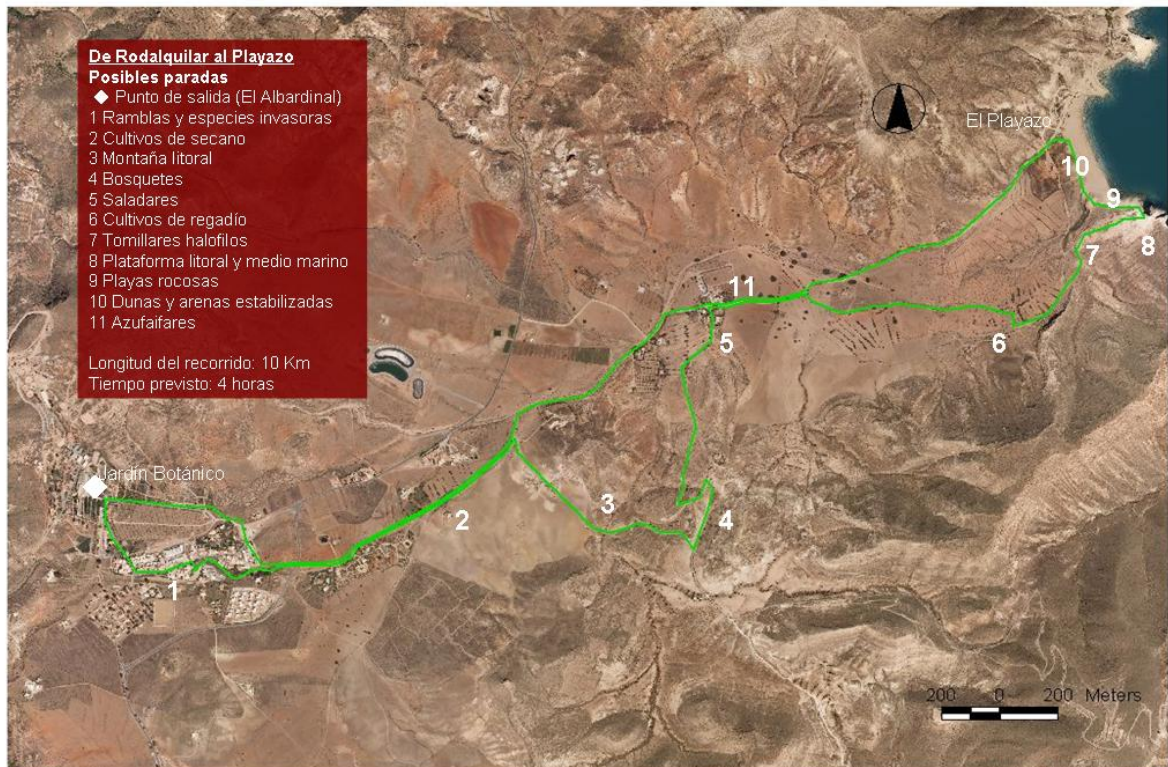 De Rodalquilar al Playazo
Posibles paradas
Punto de salida (El Albardinal)
1 Ramblas y especies invasoras
2 Cultivos de secano
3 Montaña litoral
4 Bosquetes
5 Saladares
6 Cultivos de regadío
7 Tomillares halofilos
8 Plataforma litoral y medio marino
9 Playas rocosas
10 Dunas y arenas estabilizadas
11 Azufaifares
Longitud del recorrido: 10 Km
Tiempo previsto: 4 horas
El Playazo
10
9
8
7
11
5
6
Jardín Botánico
2
3
4
1
200 0 200 Meters